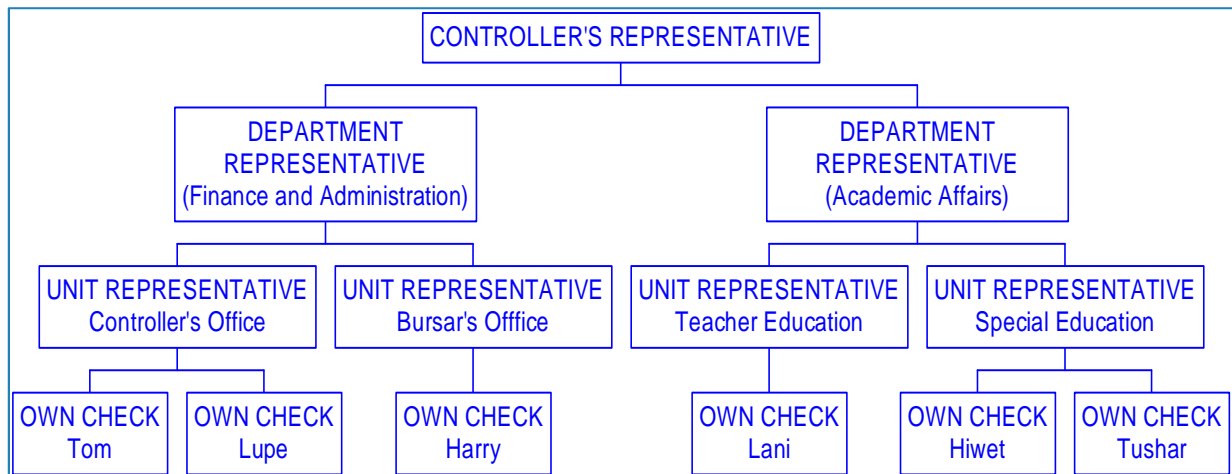 CONTROLLER'S REPRESENTATIVE
DEPARTMENT
REPRESENTATIVE
(Finance and Administration)
DEPARTMENT
REPRESENTATIVE
(Academic Affairs)
UNIT REPRESENTATIVE
Controller's Office
UNIT REPRESENTATIVE
Bursar's Offfice
UNIT REPRESENTATIVE
Teacher Education
UNIT REPRESENTATIVE
Special Education
OWN CHECK
Tom
OWN CHECK
Lupe
OWN CHECK
Harry
OWN CHECK
Lani
OWN CHECK
Hiwet
OWN CHECK
Tushar